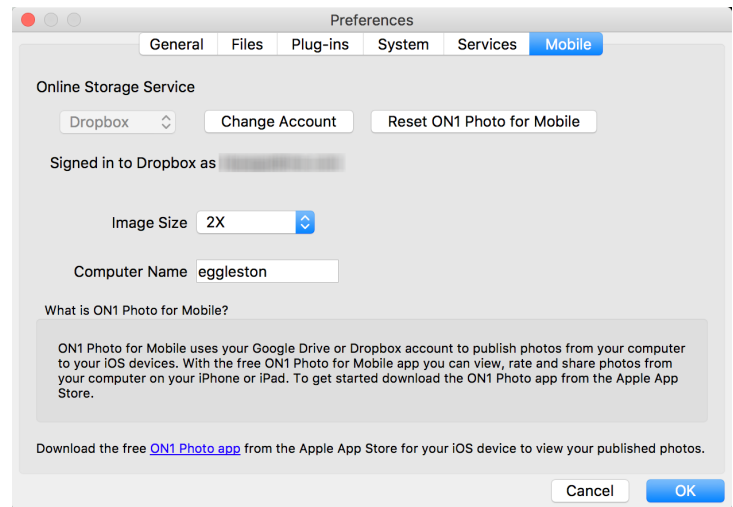 Preferences
General Files Plug-ins System Services Mobile
Online Storage Service
Dropbox Change Account Reset ON1 Photo for Mobile
Signed in to Dropbox as
Image Size 2X
Computer Name eggleston
What is ON1 Photo for Mobile?
ON1 Photo for Mobile uses your Google Drive or Dropbox account to publish photos from your computer
to your iOS devices. With the free ON1 Photo for Mobile app you can view, rate and share photos from
your computer on your iPhone or iPad. To get started download the ON1 Photo app from the Apple App
Store.
Download the free ON1 Photo app from the Apple App Store for your iOS device to view your published photos.
Cancel OK